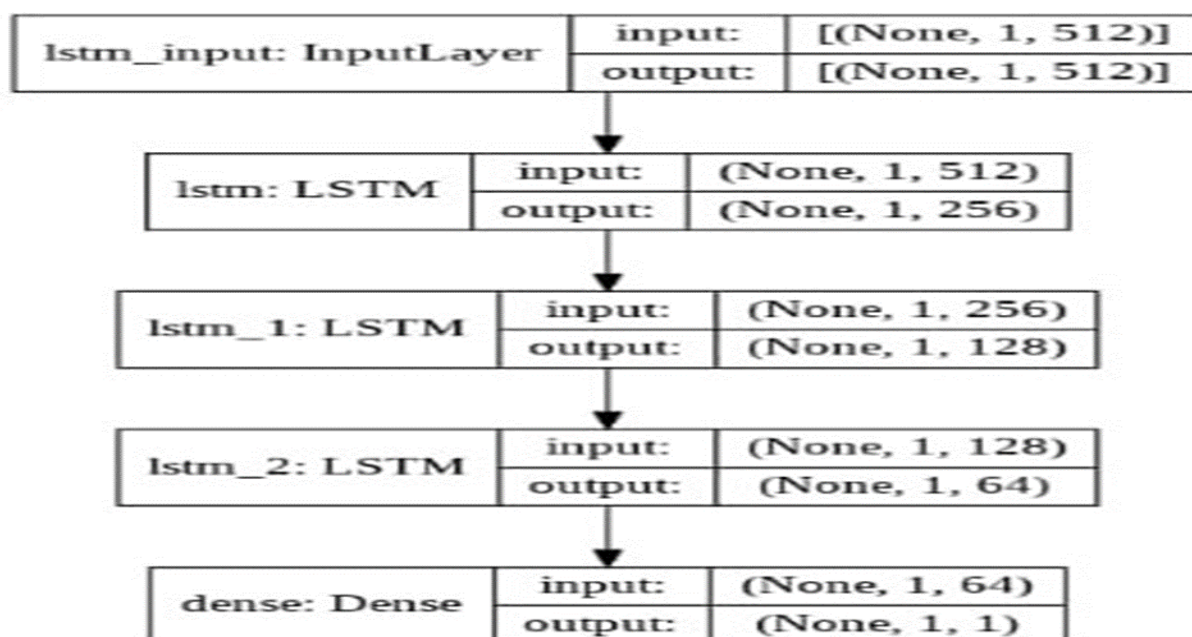 lstm_input: InputLayer
input: [(None, 1, 512)]
output: [(None, 1, 512)]
lstm: LSTM
input: (None, 1, 512)
output: (None, 1, 256)
lstm_1: LSTM
input: (None, 1, 256)
output: (None, 1, 128)
lstm_2: LSTM
input: (None, 1, 128)
output: (None, 1, 64)
dense: Dense
input: (None, 1, 64)
output: (None, 1, 1)